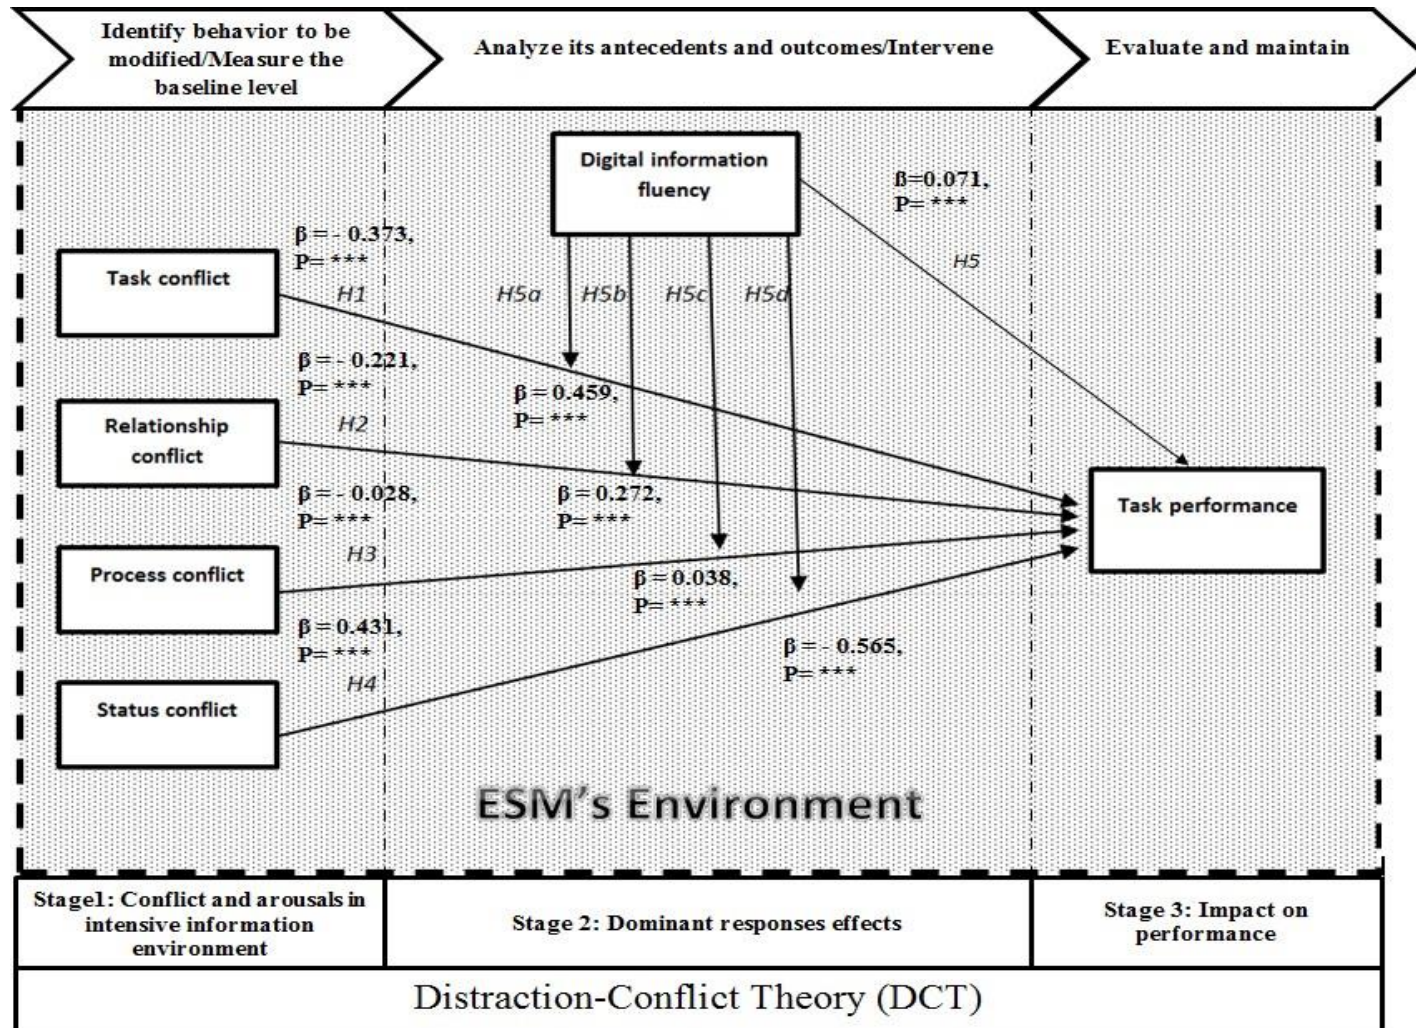 Identify behavior to be
modified/Measure the
baseline level
Analyze its antecedents and outcomes/Intervene
Evaluate and maintain
Digital information
fluency
ß=0.071,
P= ***
H5
β = - 0.373,
P= ***
Task conflict
H1
H5a
H5b
H5c
H5d
β = - 0.221,
P= ***
β = 0.459,
P= ***
Relationship
conflict
H2
β = - 0.028,
P= ***
β = 0.272,
P= ***
Task performance
Process conflict
H3
β = 0.038,
P= ***
β = 0.431,
P= ***
β = - 0.565,
P= ***
Status conflict
H4
ESM's Environment
Stage1: Conflict and arousals in
intensive information
environment
Stage 2: Dominant responses effects
Stage 3: Impact on
performance
Distraction-Conflict Theory (DCT)